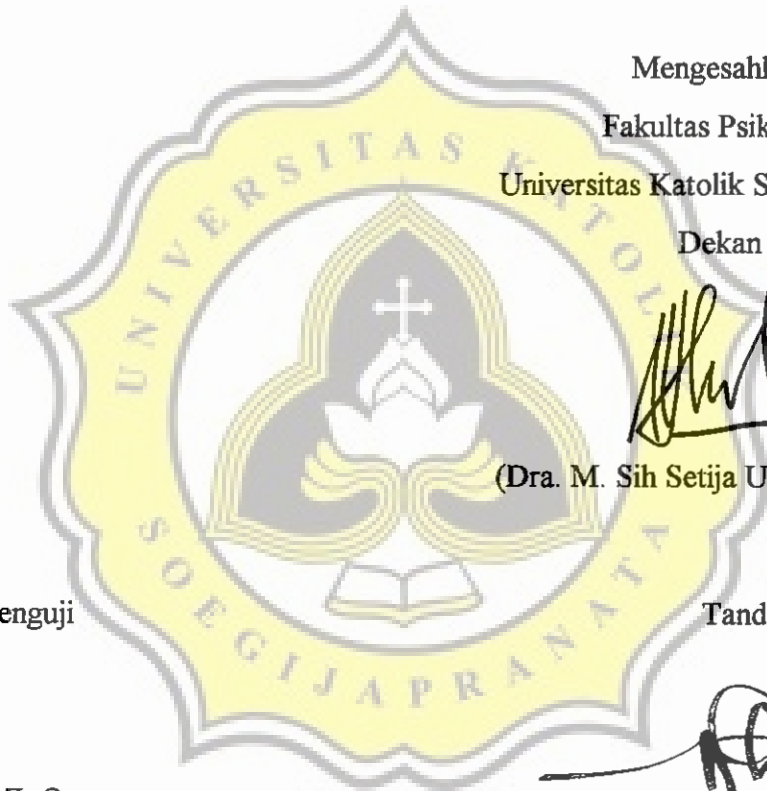 Mengesahk
Fakultas Psik
Universitas Katolik S
Dekan
(Dra. M. Sih Setija U
enguji
Tand
UNIVERSITAS KATOLIK
SOEGIJAPRANATA